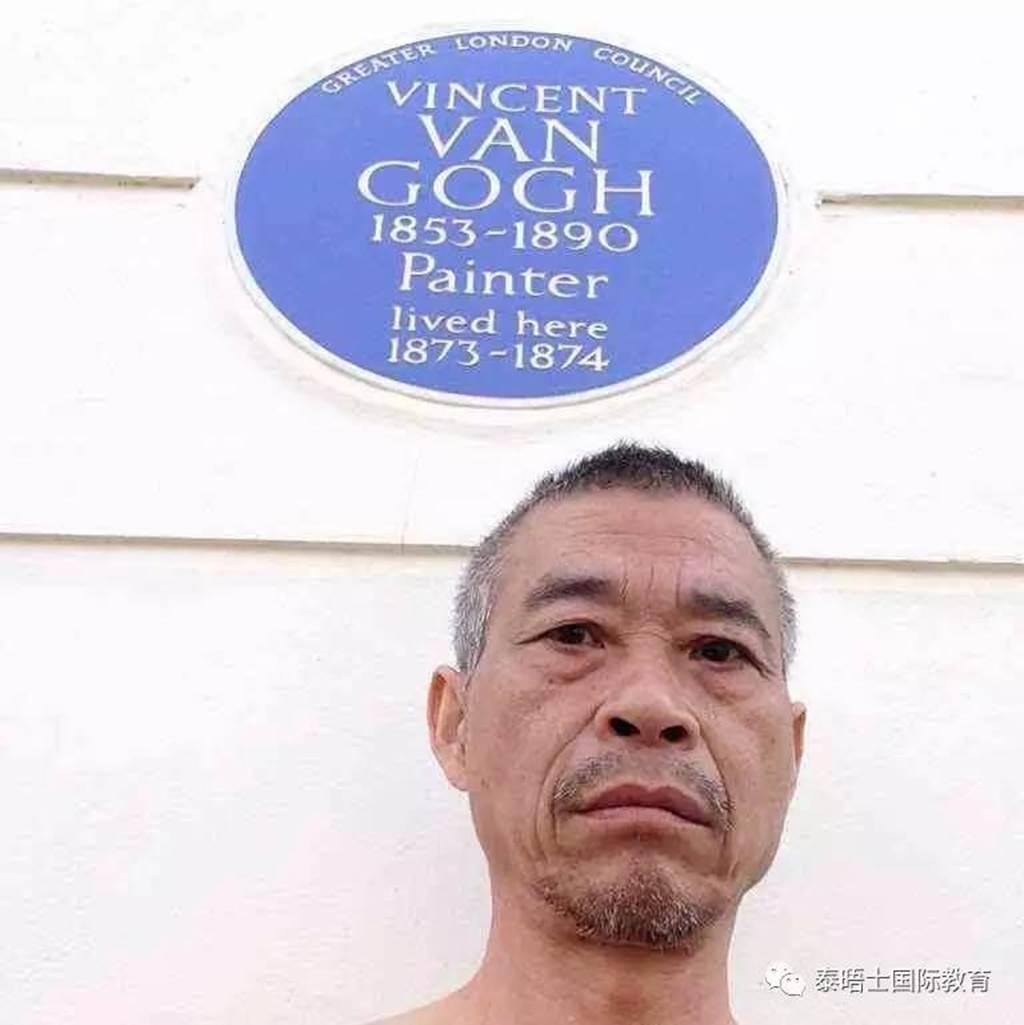 GREATER LONDON COUNCIL
VINCENT
VAN
GOGH
1853-1890
Painter
lived here
1873-1874
泰晤士国际教育